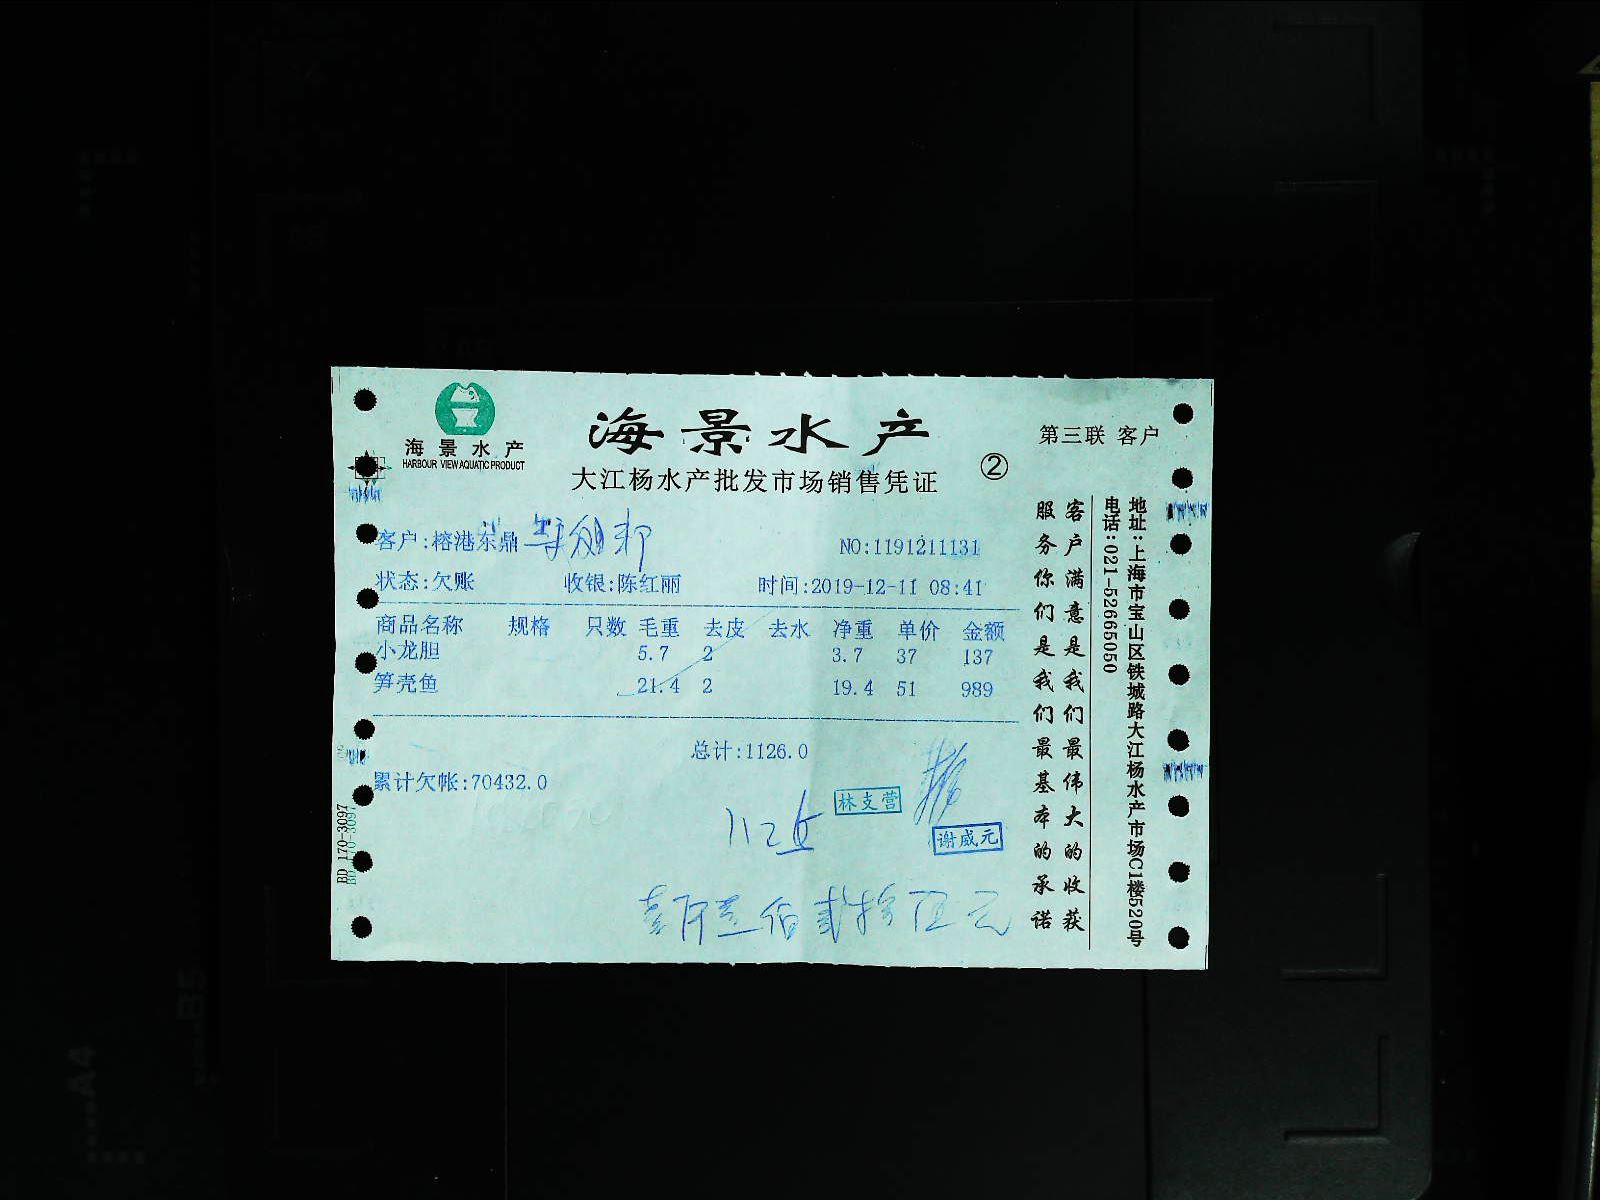 海景水产
HARBOUR VIEW AQUATIC PRODUCT
海景水产
大江杨水产批发市场销售凭证
②
第三联 客户
客户:榕港东鼎
NO:1191211131
状态:欠账 收银:陈红丽 时间:2019-12-11 08:41
商品名称 规格 只数 毛重 去皮 去水 净重 单价 金额
小龙胆 5.7 2 3.7 37 137
笋壳鱼 21.4 2 19.4 51 989
总计:1126.0
累计欠帐:70432.0
林支营
谢威元
1125
壹仟壹佰贰拾伍元
客户满意是我们最伟大的收获
服务你们是我们最基本的承诺
地址:上海市宝山区铁城路大江杨水产市场C1楼520号
电话:021-52665050
BD 170-3097